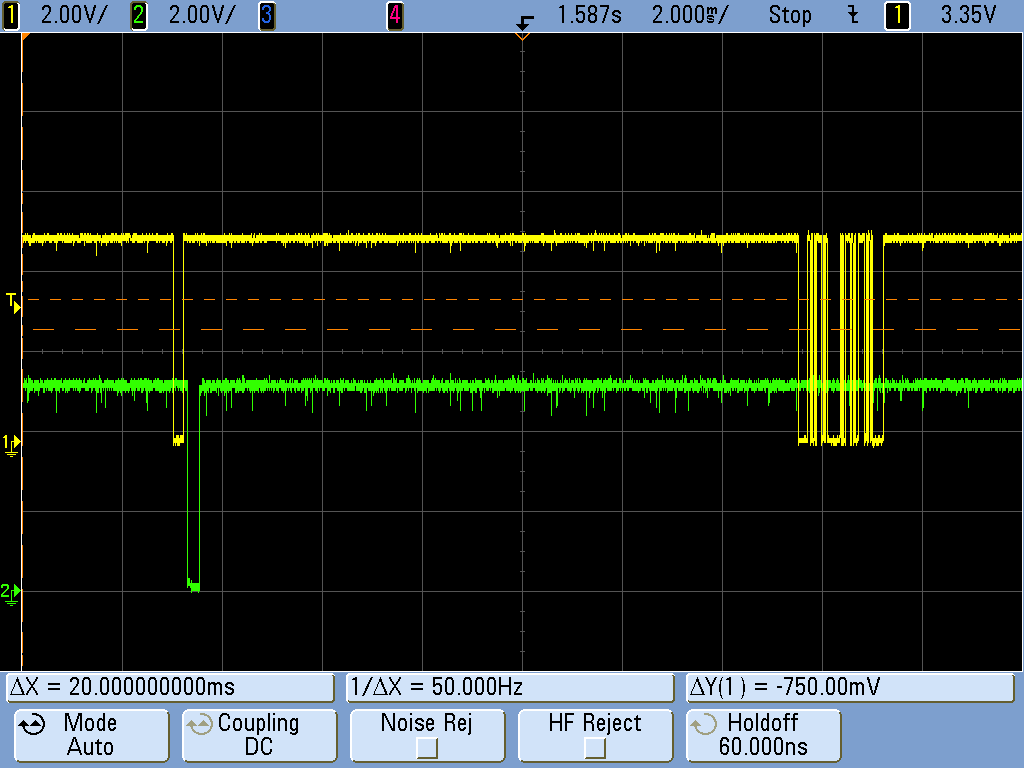 1 2.00V/ 2 2.00V/ 3 4 1.587s 2.000ms/ Stop 1 3.35V
T
1
2
ΔX = 20.000000000ms 1/ΔX = 50.000Hz ΔY(1) = -750.00mV
Mode Coupling Noise Rej HF Reject Holdoff
Auto DC 60.000ns